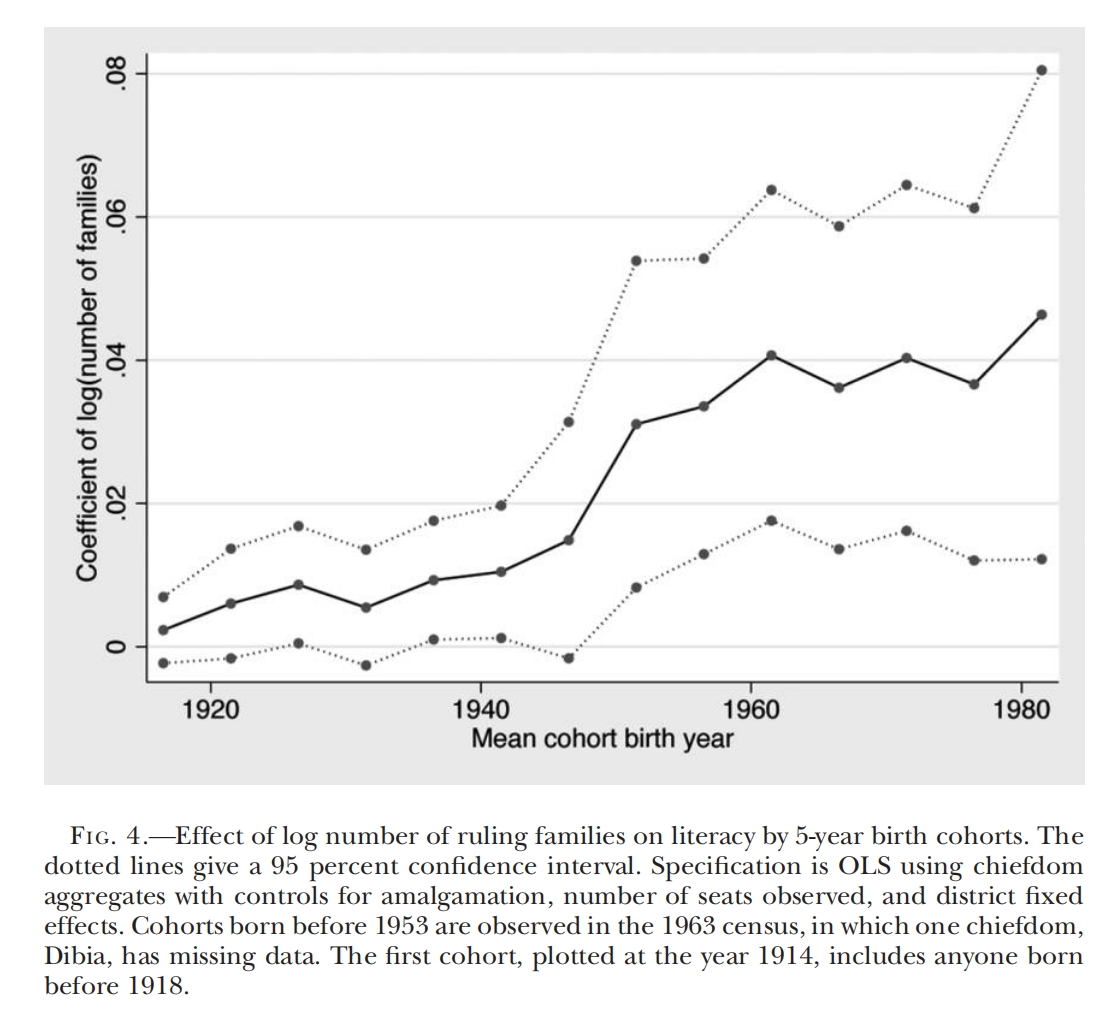 .08
.06
.04
.02
0
Coefficient of log(number of families)
1920 1940 1960 1980
Mean cohort birth year
FIG. 4.—Effect of log number of ruling families on literacy by 5-year birth cohorts. The
dotted lines give a 95 percent confidence interval. Specification is OLS using chiefdom
aggregates with controls for amalgamation, number of seats observed, and district fixed
effects. Cohorts born before 1953 are observed in the 1963 census, in which one chiefdom,
Dibia, has missing data. The first cohort, plotted at the year 1914, includes anyone born
before 1918.